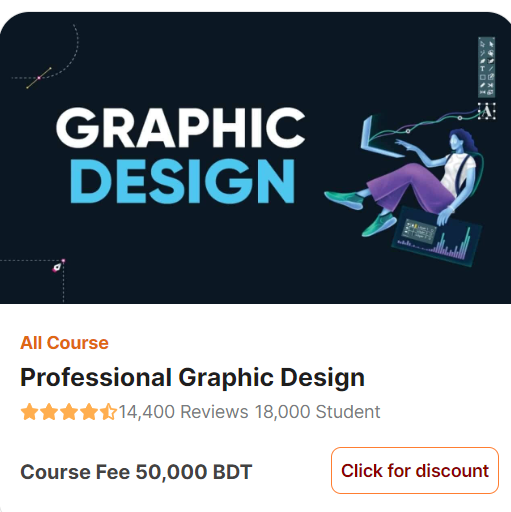 GRAPHIC
DESIGN
All Course
Professional Graphic Design
14,400 Reviews 18,000 Student
Course Fee 50,000 BDT
Click for discount